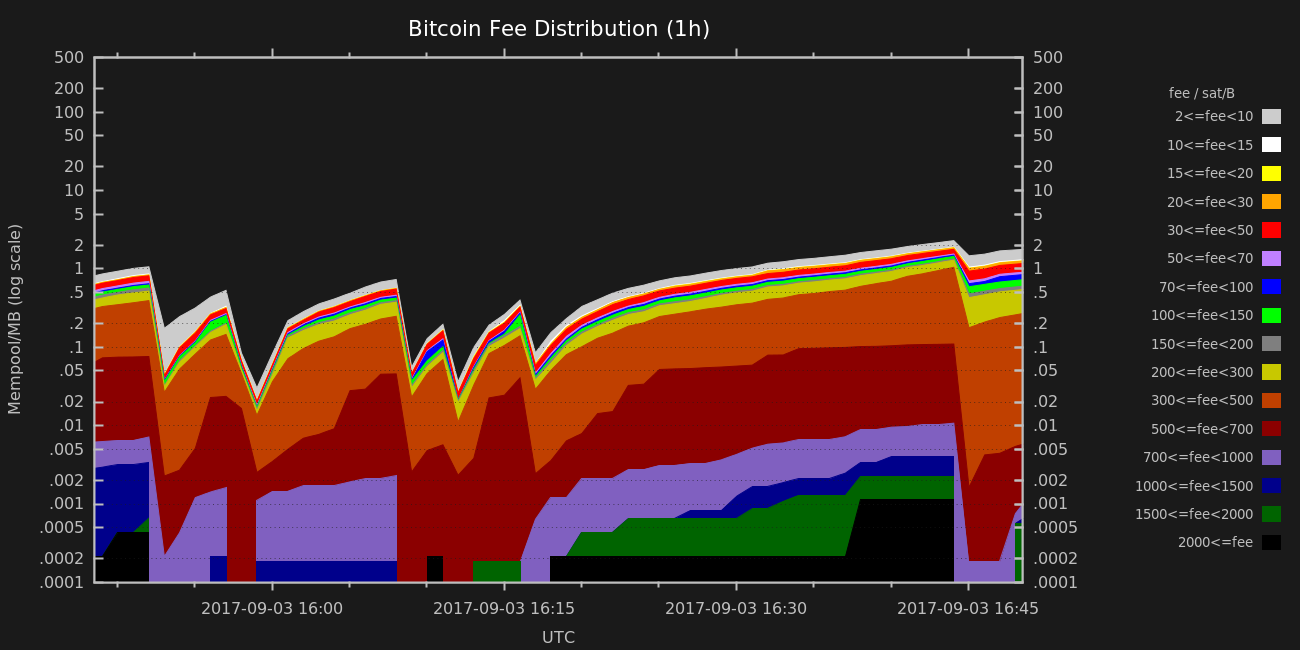 Bitcoin Fee Distribution (1h)
500
200
100
50
20
10
5
2
1
.5
.2
.1
.05
.02
.01
.005
.002
.001
.0005
.0002
.0001
Mempool/MB (log scale)
500
200
100
50
20
10
5
2
1
.5
.2
.1
.05
.02
.01
.005
.002
.001
.0005
.0002
.0001
2017-09-03 16:00
2017-09-03 16:15
2017-09-03 16:30
2017-09-03 16:45
UTC
fee / sat/B
2<=fee<10
10<=fee<15
15<=fee<20
20<=fee<30
30<=fee<50
50<=fee<70
70<=fee<100
100<=fee<150
150<=fee<200
200<=fee<300
300<=fee<500
500<=fee<700
700<=fee<1000
1000<=fee<1500
1500<=fee<2000
2000<=fee